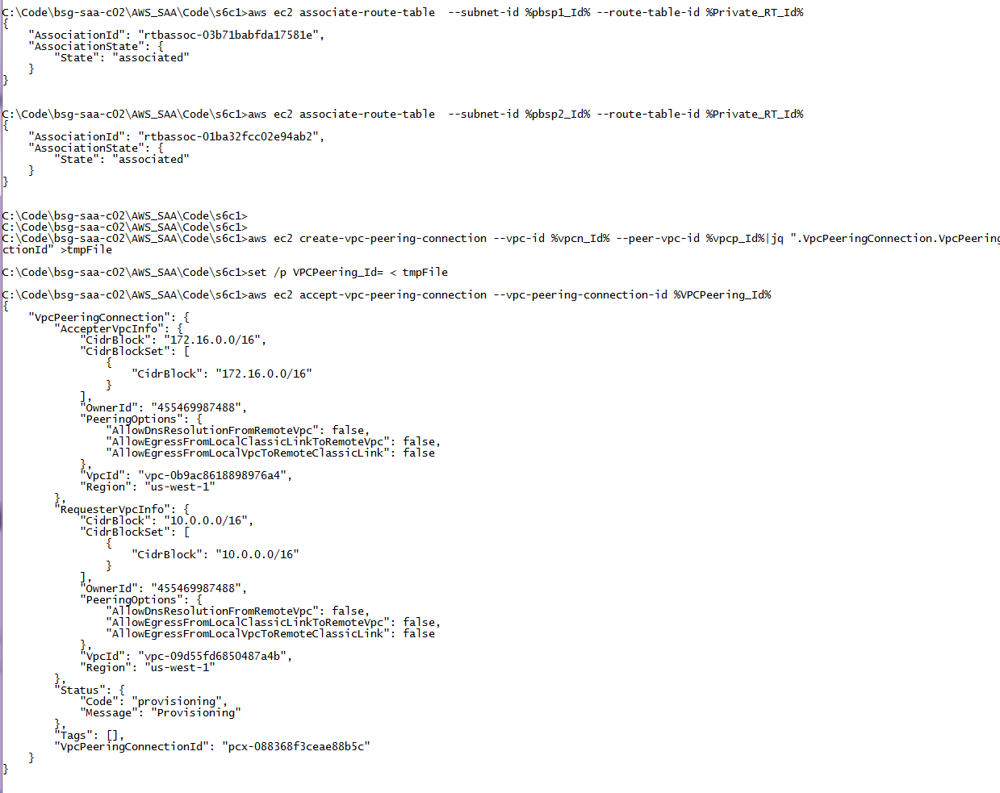 C:\Code\bsg-saa-c02\AWS_SAA\Code\s6c1>aws ec2 associate-route-table  --subnet-id %pbsp1_Id% --route-table-id %Private_RT_Id%
{
    "AssociationId": "rtbassoc-03b71babfda17581e",
    "AssociationState": {
        "State": "associated"
    }
}
C:\Code\bsg-saa-c02\AWS_SAA\Code\s6c1>aws ec2 associate-route-table  --subnet-id %pbsp2_Id% --route-table-id %Private_RT_Id%
{
    "AssociationId": "rtbassoc-01ba32fcc02e94ab2",
    "AssociationState": {
        "State": "associated"
    }
}
C:\Code\bsg-saa-c02\AWS_SAA\Code\s6c1>
C:\Code\bsg-saa-c02\AWS_SAA\Code\s6c1>
C:\Code\bsg-saa-c02\AWS_SAA\Code\s6c1>aws ec2 create-vpc-peering-connection --vpc-id %vpcn_Id% --peer-vpc-id %vpcp_Id%|jq ".VpcPeeringConnection.VpcPeering
ctionId" >tmpFile
C:\Code\bsg-saa-c02\AWS_SAA\Code\s6c1>set /p VPCPeering_Id= < tmpFile
C:\Code\bsg-saa-c02\AWS_SAA\Code\s6c1>aws ec2 accept-vpc-peering-connection --vpc-peering-connection-id %VPCPeering_Id%
{
    "VpcPeeringConnection": {
        "AccepterVpcInfo": {
            "CidrBlock": "172.16.0.0/16",
            "CidrBlockSet": [
                {
                    "CidrBlock": "172.16.0.0/16"
                }
            ],
            "OwnerId": "455469987488",
            "PeeringOptions": {
                "AllowDnsResolutionFromRemoteVpc": false,
                "AllowEgressFromLocalClassicLinkToRemoteVpc": false,
                "AllowEgressFromLocalVpcToRemoteClassicLink": false
            },
            "VpcId": "vpc-0b9ac8618898976a4",
            "Region": "us-west-1"
        },
        "RequesterVpcInfo": {
            "CidrBlock": "10.0.0.0/16",
            "CidrBlockSet": [
                {
                    "CidrBlock": "10.0.0.0/16"
                }
            ],
            "OwnerId": "455469987488",
            "PeeringOptions": {
                "AllowDnsResolutionFromRemoteVpc": false,
                "AllowEgressFromLocalClassicLinkToRemoteVpc": false,
                "AllowEgressFromLocalVpcToRemoteClassicLink": false
            },
            "VpcId": "vpc-09d55fd6850487a4b",
            "Region": "us-west-1"
        },
        "Status": {
            "Code": "provisioning",
            "Message": "Provisioning"
        },
        "Tags": [],
        "VpcPeeringConnectionId": "pcx-088368f3ceae88b5c"
    }
}